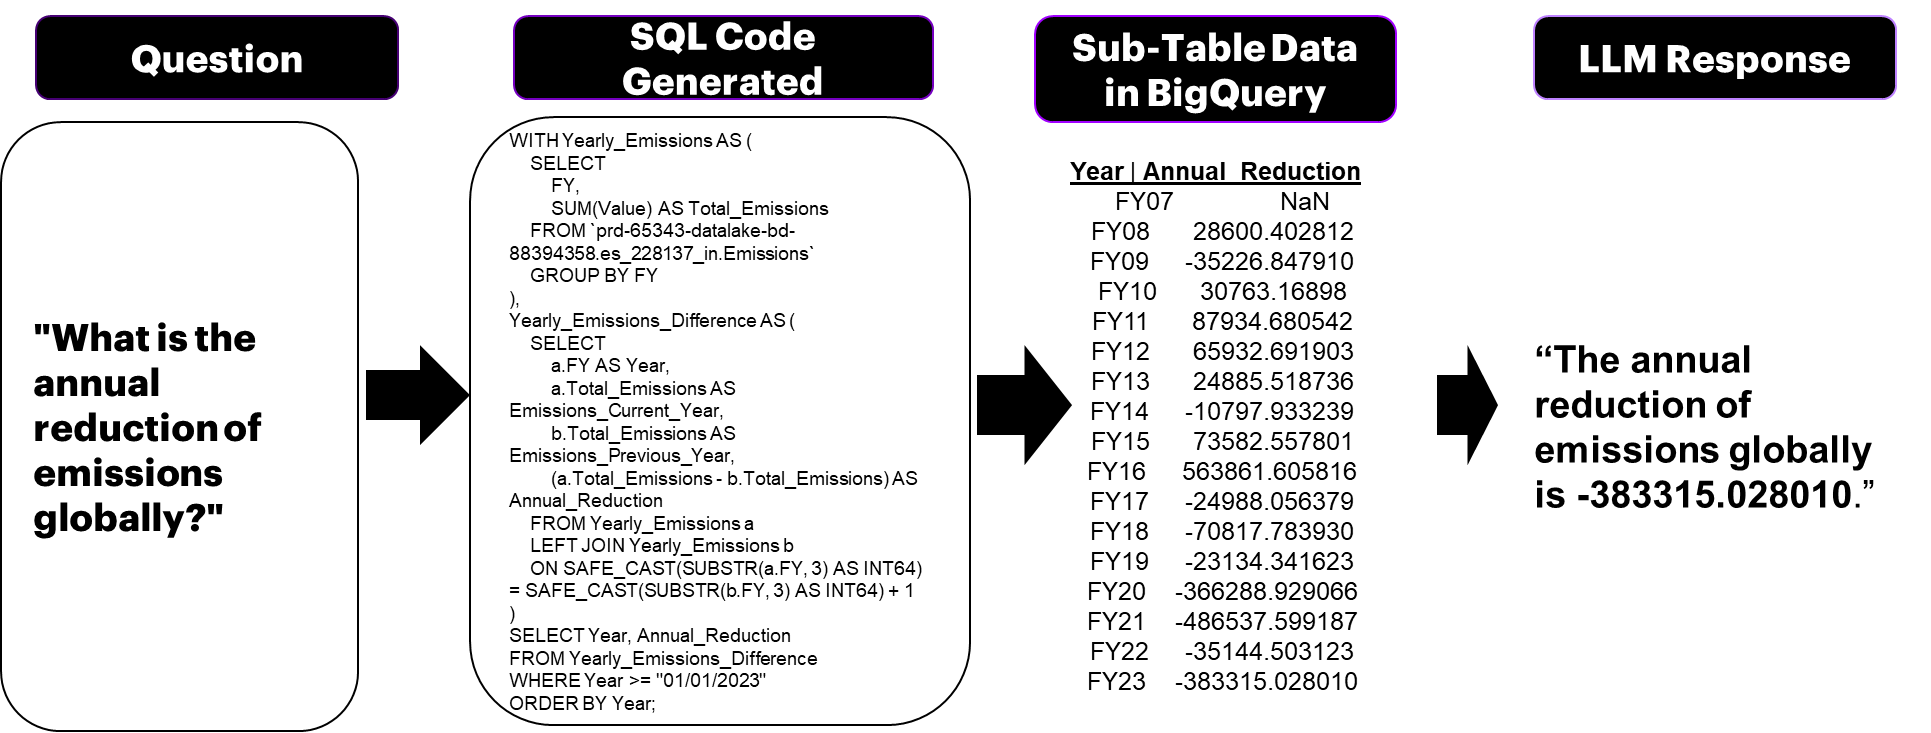 Question
SQL Code
Generated
Sub-Table Data
in BigQuery
LLM Response
"What is the
annual
reduction of
emissions
globally?"
WITH Yearly_Emissions AS (
SELECT
FY,
SUM(Value) AS Total_Emissions
FROM `prd-65343-datalake-bd-
88394358.es_228137_in.Emissions`
GROUP BY FY
),
Yearly_Emissions_Difference AS (
SELECT
a.FY AS Year,
a.Total_Emissions AS
Emissions_Current_Year,
b.Total_Emissions AS
Emissions_Previous_Year,
(a.Total_Emissions - b.Total_Emissions) AS
Annual_Reduction
FROM Yearly_Emissions a
LEFT JOIN Yearly_Emissions b
ON SAFE_CAST(SUBSTR(a.FY, 3) AS INT64)
= SAFE_CAST(SUBSTR(b.FY, 3) AS INT64) + 1
)
SELECT Year, Annual_Reduction
FROM Yearly_Emissions_Difference
WHERE Year >= "01/01/2023"
ORDER BY Year;
Year | Annual_Reduction
FY07 NaN
FY08 28600.402812
FY09 -35226.847910
FY10 30763.16898
FY11 87934.680542
FY12 65932.691903
FY13 24885.518736
FY14 -10797.933239
FY15 73582.557801
FY16 563861.605816
FY17 -24988.056379
FY18 -70817.783930
FY19 -23134.341623
FY20 -366288.929066
FY21 -486537.599187
FY22 -35144.503123
FY23 -383315.028010
“The annual
reduction of
emissions globally
is -383315.028010.”